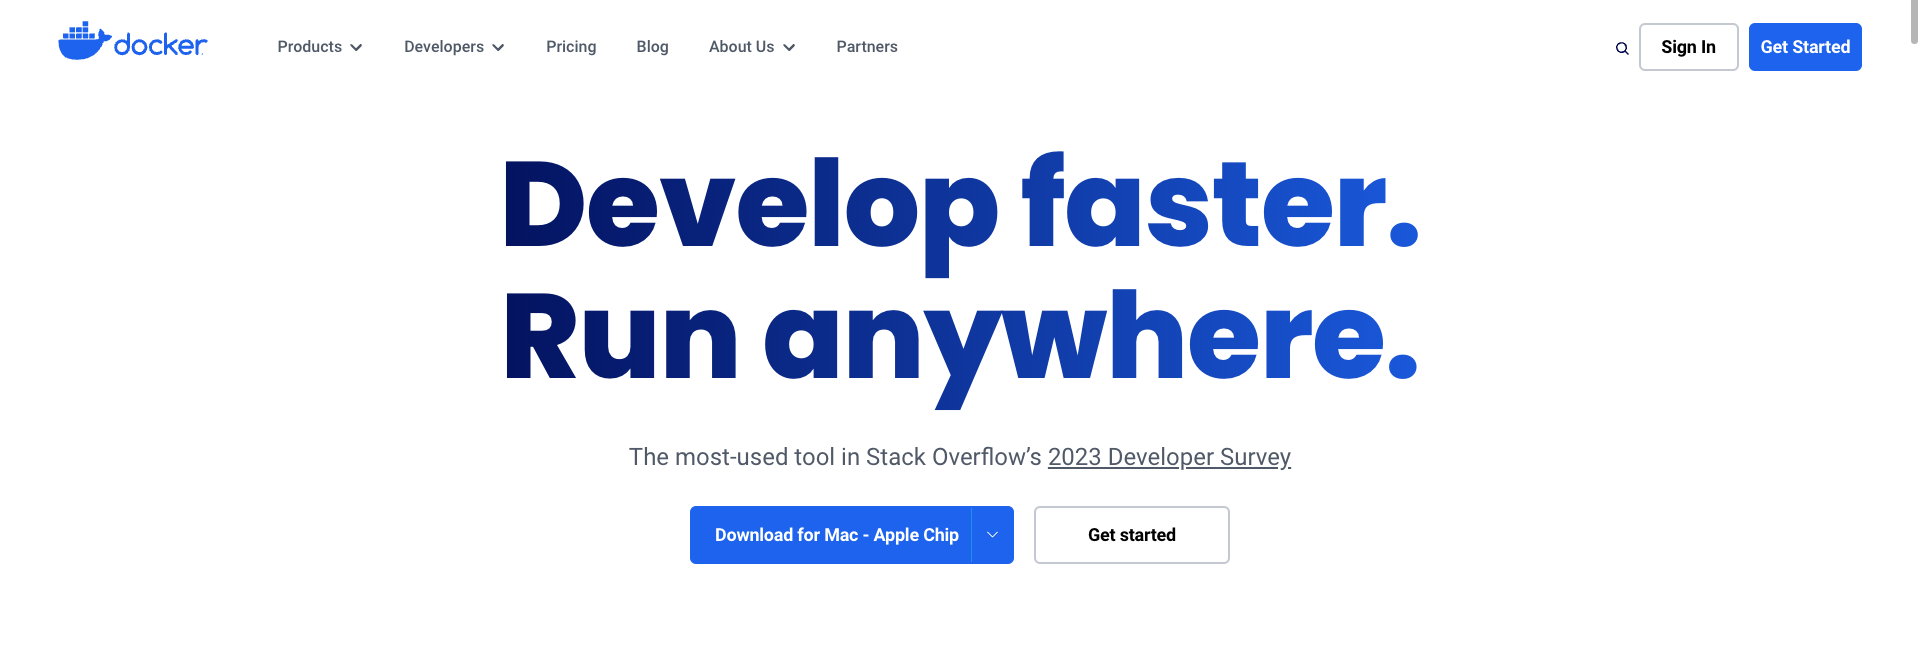 docker
Products Developers Pricing Blog About Us Partners Sign In Get Started
Develop faster.
Run anywhere.
The most-used tool in Stack Overflow’s 2023 Developer Survey
Download for Mac - Apple Chip Get started